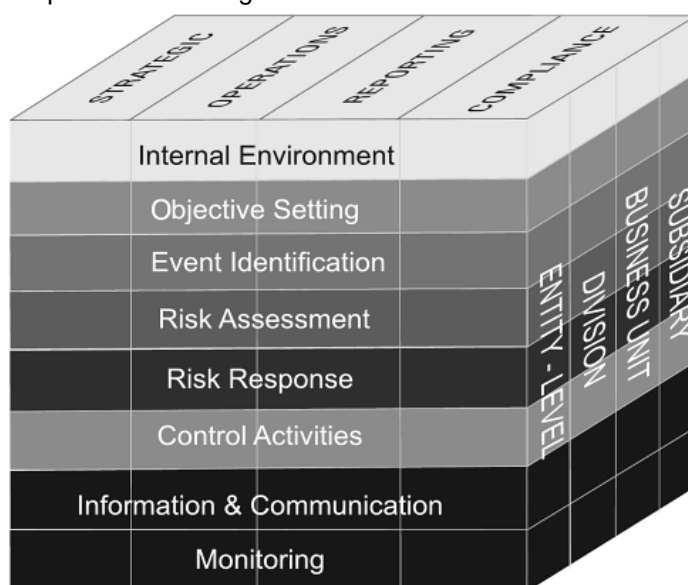 STRATEGIC
OPERATIONS
REPORTING
COMPLIANCE
Internal Environment
Objective Setting
Event Identification
Risk Assessment
Risk Response
Control Activities
Information & Communication
Monitoring
ENTITY - LEVEL
DIVISION
BUSINESS UNIT
SUBSIDIARY